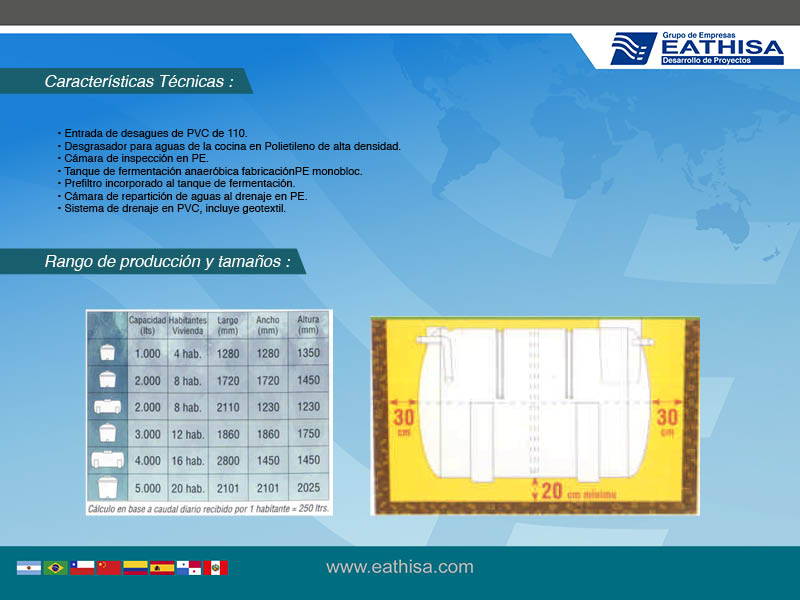 Grupo de Empresas
EATHISA
Desarrollo de Proyectos
Características Técnicas :
· Entrada de desagues de PVC de 110.
· Desgrasador para aguas de la cocina en Polietileno de alta densidad.
· Cámara de inspección en PE.
· Tanque de fermentación anaeróbica fabricaciónPE monobloc.
· Prefiltro incorporado al tanque de fermentación.
· Cámara de repartición de aguas al drenaje en PE.
· Sistema de drenaje en PVC, incluye geotextil.
Rango de producción y tamaños :
Capacidad (lts) Habitantes Vivienda Largo (mm) Ancho (mm) Altura (mm)
1.000 4 hab. 1280 1280 1350
2.000 8 hab. 1720 1720 1450
2.000 8 hab. 2110 1230 1230
3.000 12 hab. 1860 1860 1750
4.000 16 hab. 2800 1450 1450
5.000 20 hab. 2101 2101 2025
Cálculo en base a caudal diario recibido por 1 habitante = 250 ltrs.
30 cm
30 cm
20 cm mínimo
www.eathisa.com